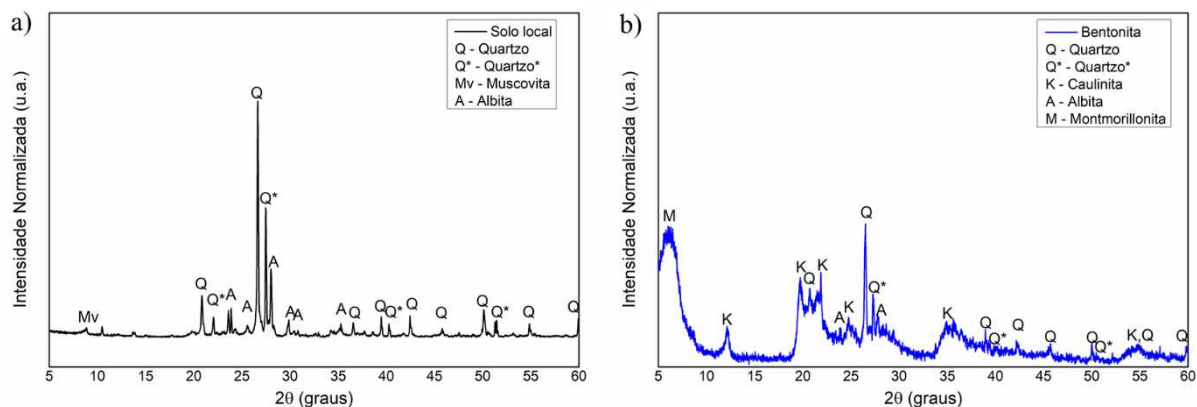 a)
Intensidade Normalizada (u.a.)
Solo local
Q - Quartzo
Q* - Quartzo*
Mv - Muscovita
A - Albita
Mv
Q
Q*
A
A
Q
Q*
A
A
A
A
Q
Q
Q*
Q
Q
Q
Q*
Q
Q
5 10 15 20 25 30 35 40 45 50 55 60
2θ (graus)
b)
Intensidade Normalizada (u.a.)
Bentonita
Q - Quartzo
Q* - Quartzo*
K - Caulinita
A - Albita
M - Montmorillonita
M
K
K
Q
K
A
K
Q
Q*
A
K
Q
Q*
Q
Q
Q
Q*
K,Q
Q
5 10 15 20 25 30 35 40 45 50 55 60
2θ (graus)